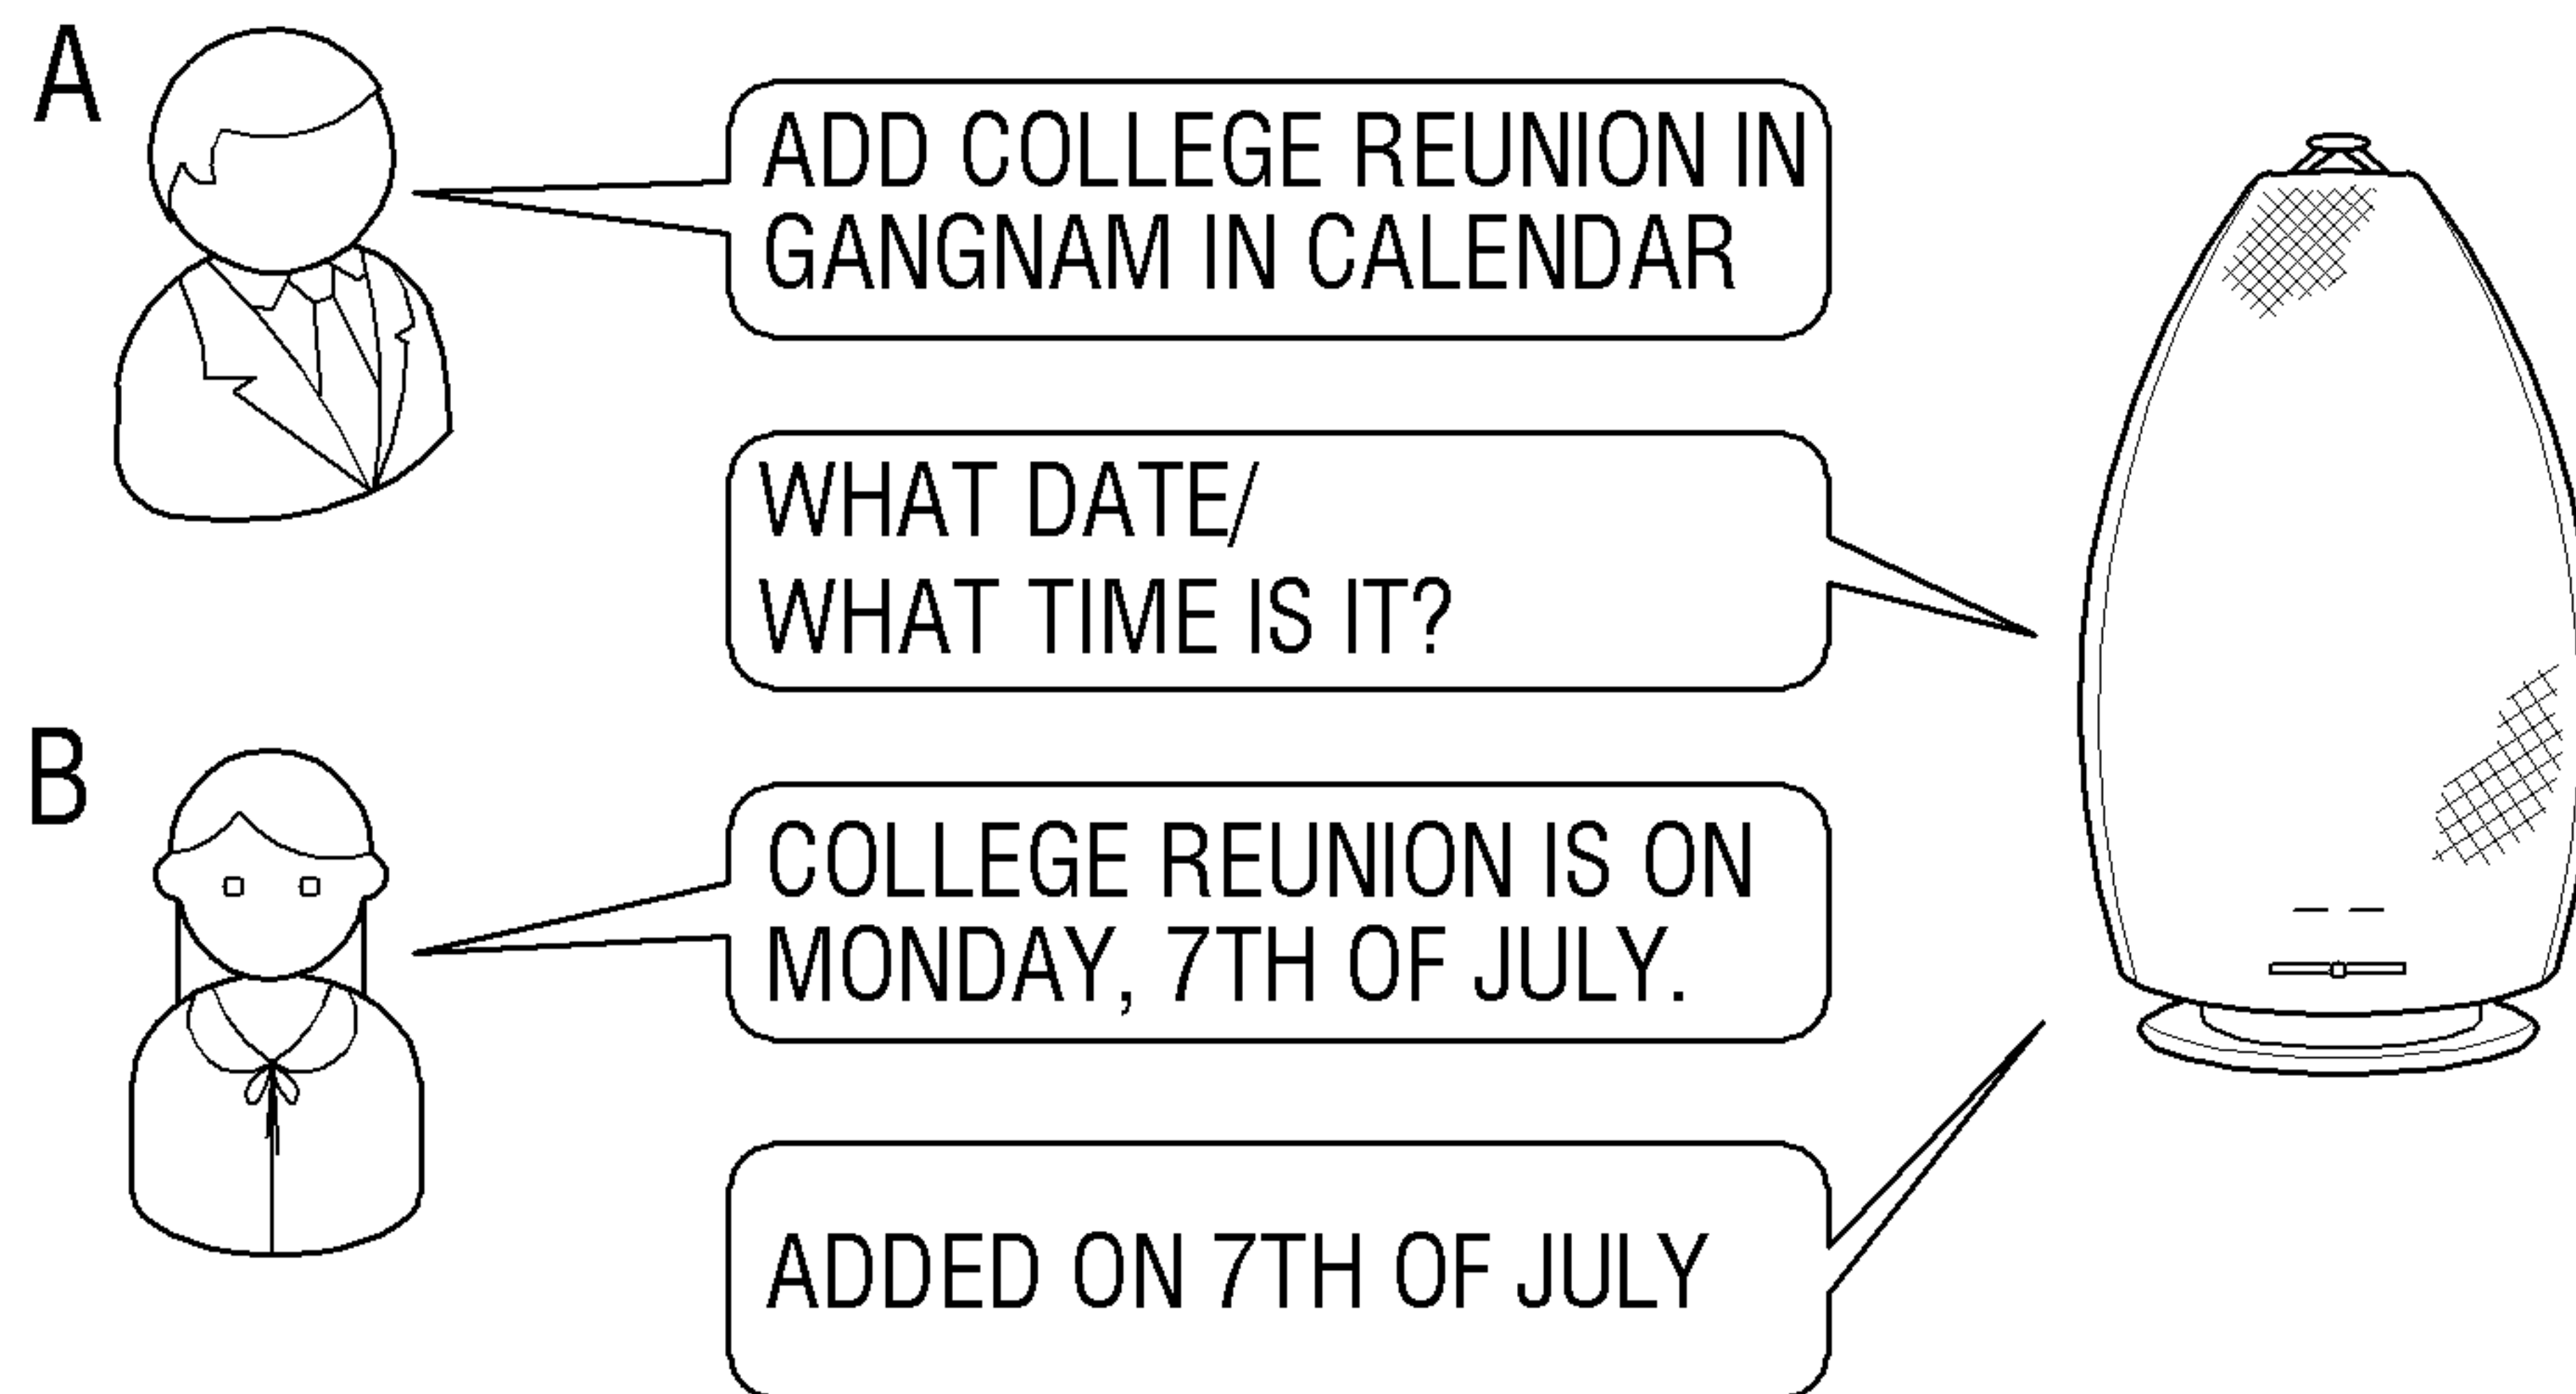 A
ADD COLLEGE REUNION IN
GANGNAM IN CALENDAR
WHAT DATE/
WHAT TIME IS IT?
B
COLLEGE REUNION IS ON
MONDAY, 7TH OF JULY.
ADDED ON 7TH OF JULY